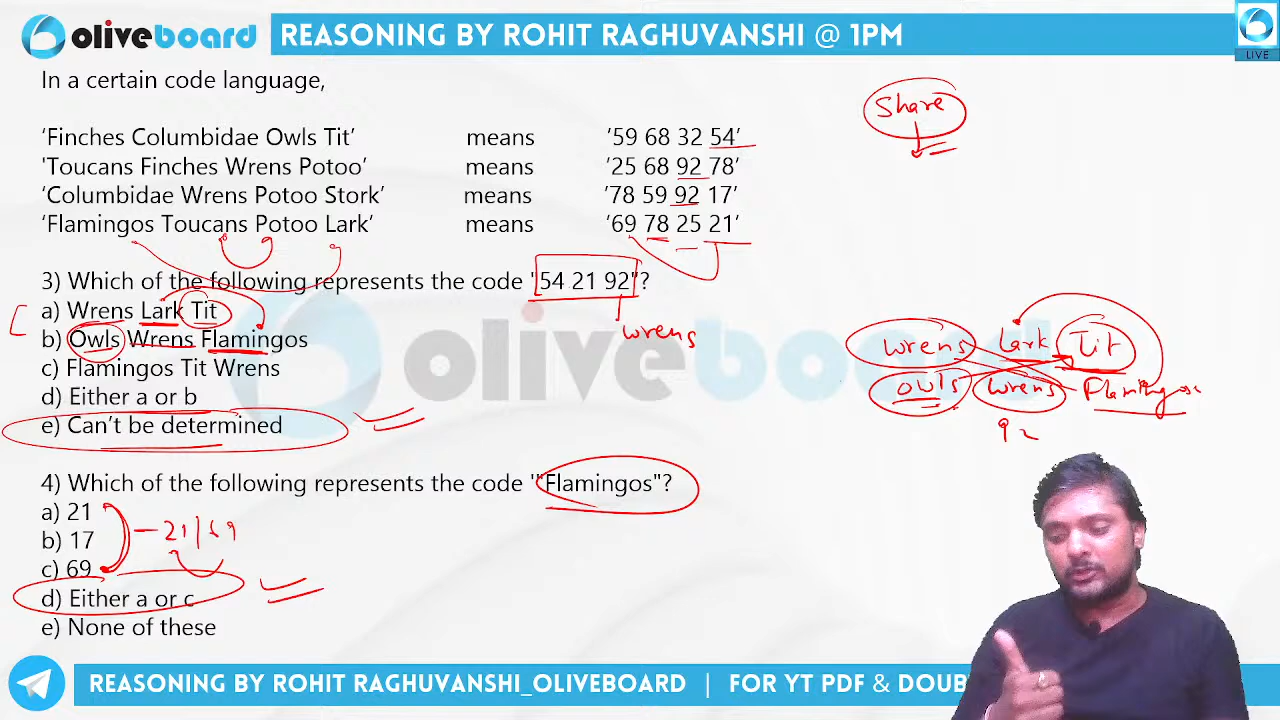 oliveboard REASONING BY ROHIT RAGHUVANSHI @ 1PM
LIVE
In a certain code language,
Share
‘Finches Columbidae Owls Tit’ means ‘59 68 32 54’
'Toucans Finches Wrens Potoo’ means ‘25 68 92 78’
‘Columbidae Wrens Potoo Stork’ means ‘78 59 92 17’
‘Flamingos Toucans Potoo Lark’ means ‘69 78 25 21’
3) Which of the following represents the code '54 21 92"?
a) Wrens Lark Tit
b) Owls Wrens Flamingos
c) Flamingos Tit Wrens
d) Either a or b
e) Can’t be determined
wrens
wrens Lark Tit
owls wrens Flamingos
92
4) Which of the following represents the code '"Flamingos"?
a) 21
b) 17
c) 69
d) Either a or c
e) None of these
21/69
oliveboard
REASONING BY ROHIT RAGHUVANSHI_OLIVEBOARD | FOR YT PDF & DOUB